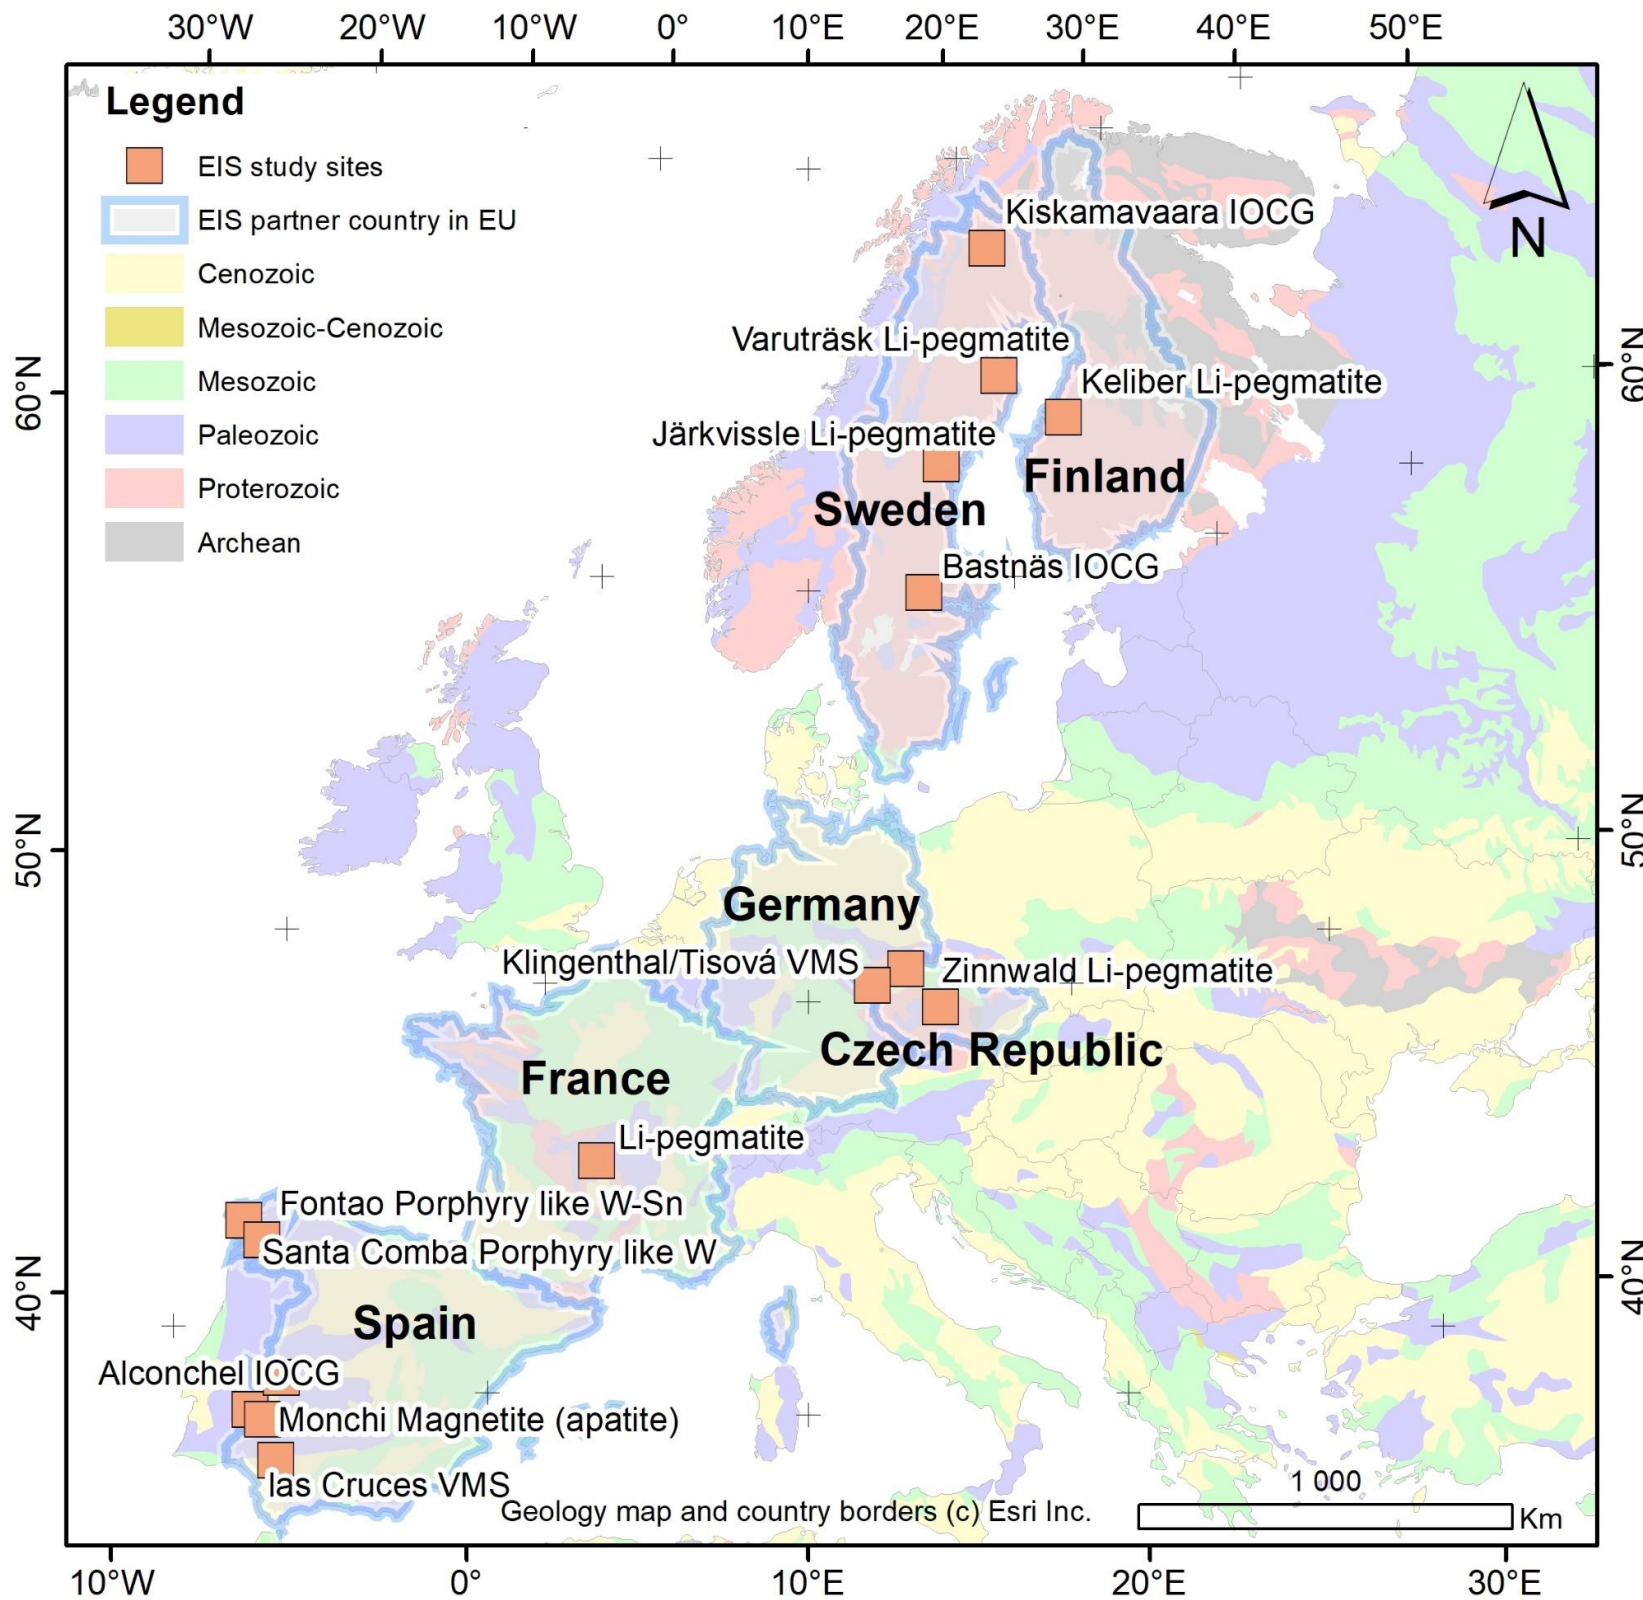 30°W 20°W 10°W 0° 10°E 20°E 30°E 40°E 50°E
Legend
EIS study sites
EIS partner country in EU
Cenozoic
Mesozoic-Cenozoic
Mesozoic
Paleozoic
Proterozoic
Archean
N
Kiskamavaara IOCG
Varuträsk Li-pegmatite
60°N
60°N
Keliber Li-pegmatite
Järkvissle Li-pegmatite
Finland
Sweden
Bastnäs IOCG
50°N
50°N
Germany
Klingenthal/Tisová VMS
Zinnwald Li-pegmatite
Czech Republic
France
Li-pegmatite
Fontao Porphyry like W-Sn
Santa Comba Porphyry like W
40°N
40°N
Spain
Alconchel IOCG
Monchi Magnetite (apatite)
las Cruces VMS
1 000
Km
Geology map and country borders (c) Esri Inc.
10°W 0° 10°E 20°E 30°E